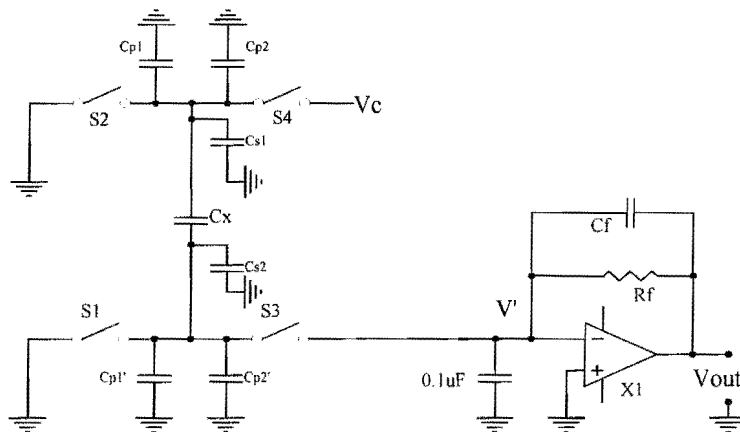 Cp1
Cp2
S2
S4
Vc
Cs1
Cx
Cs2
S1
S3
V'
Cf
Rf
Cp1'
Cp2'
0.1uF
−
+
X1
Vout